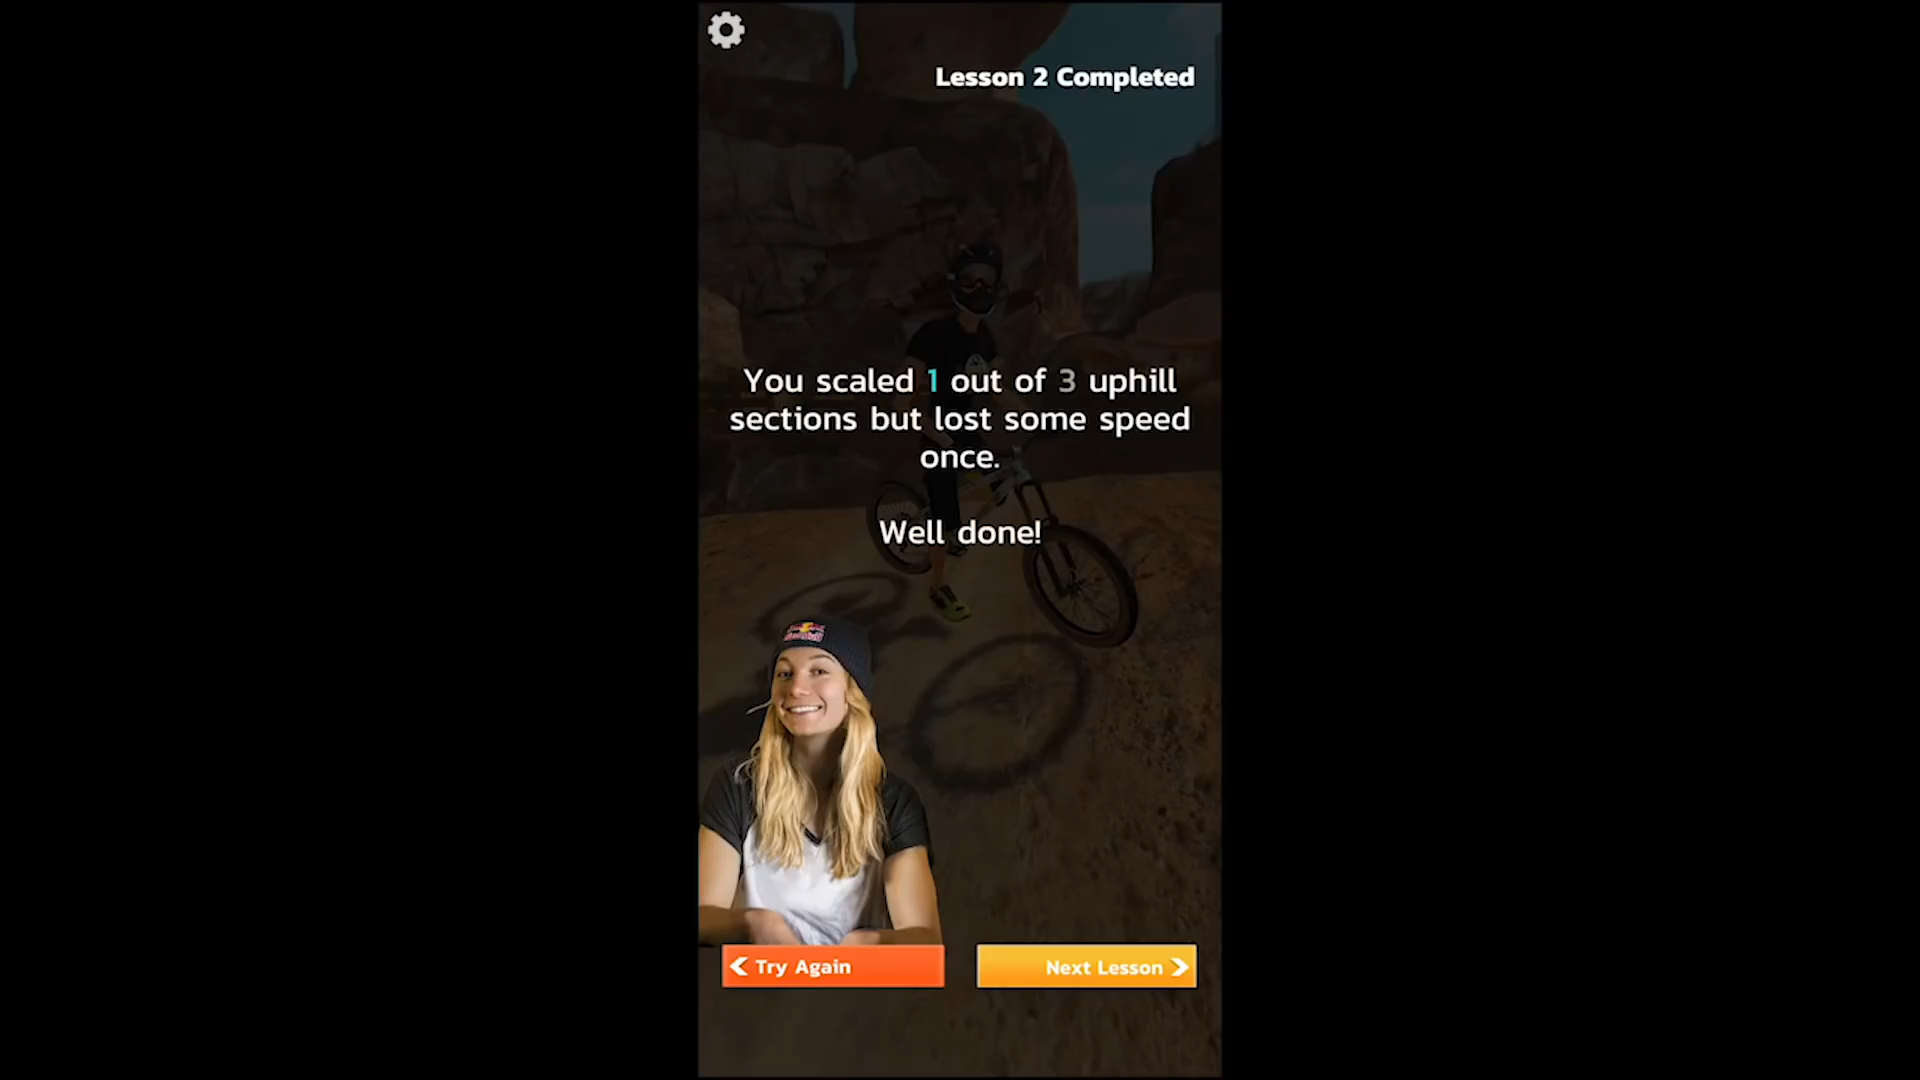 Lesson 2 Completed
You scaled 1 out of 3 uphill
sections but lost some speed
once.
Well done!
Try Again
Next Lesson